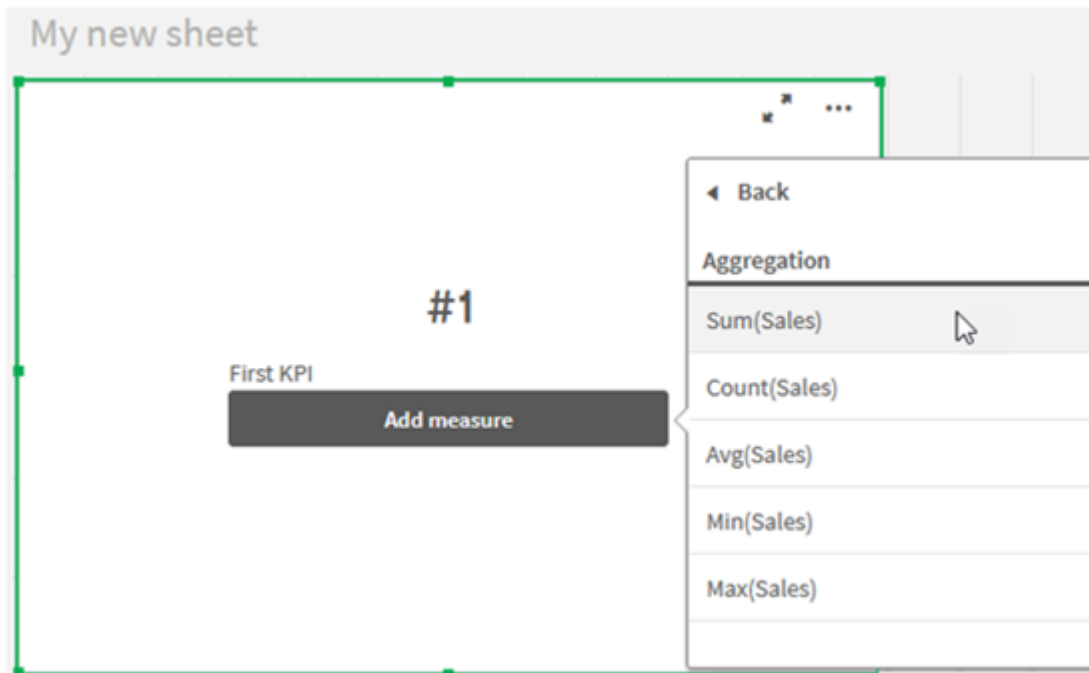 My new sheet
Back
Aggregation
#1
Sum(Sales)
First KPI
Count(Sales)
Add measure
Avg(Sales)
Min(Sales)
Max(Sales)